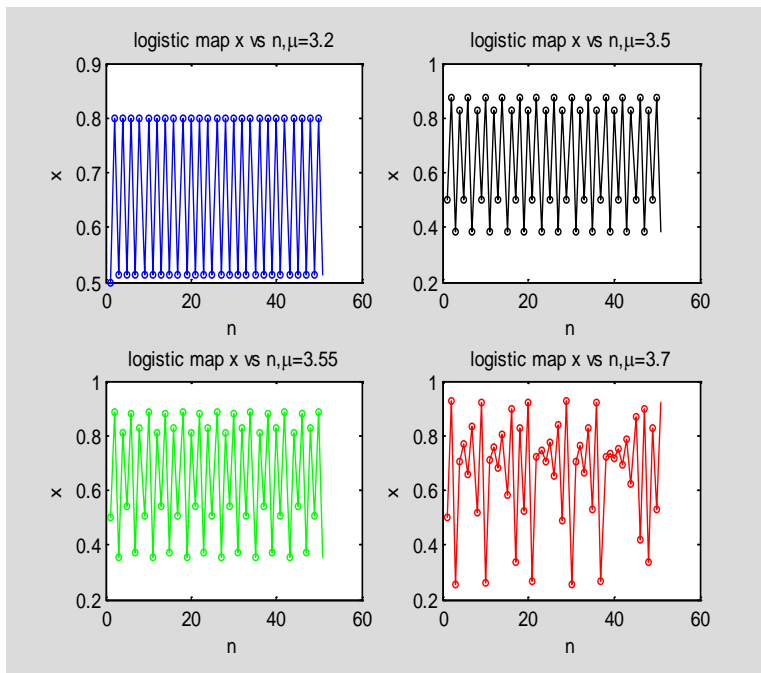 logistic map x vs n,μ=3.2
0.9
0.8
0.7
0.6
0.5
x
0 20 40 60
n
logistic map x vs n,μ=3.5
1
0.8
0.6
0.4
0.2
x
0 20 40 60
n
logistic map x vs n,μ=3.55
1
0.8
0.6
0.4
0.2
x
0 20 40 60
n
logistic map x vs n,μ=3.7
1
0.8
0.6
0.4
0.2
x
0 20 40 60
n